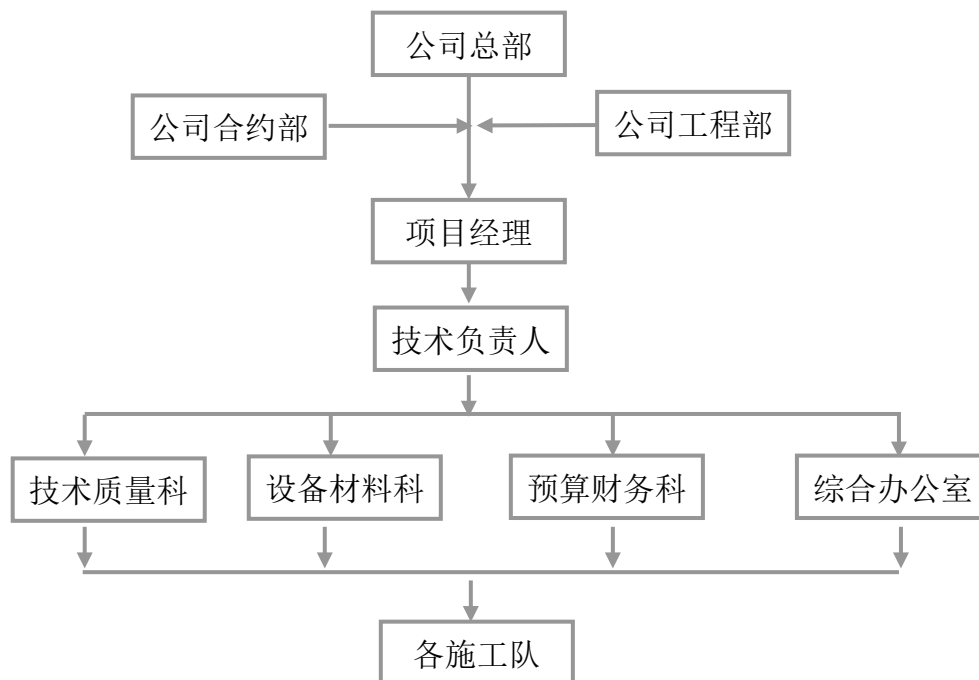 公司总部
公司合约部
公司工程部
项目经理
技术负责人
技术质量科
设备材料科
预算财务科
综合办公室
各施工队